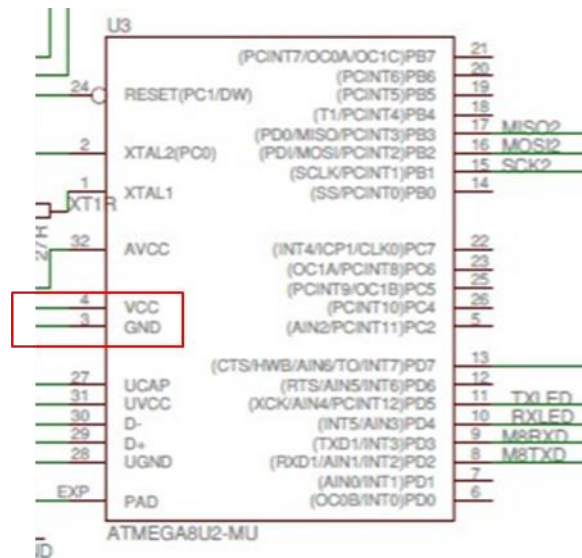 U3
(PCINT7/OC0A/OC1C)PB7 21
(PCINT6)PB6 20
24 RESET(PC1/DW) (PCINT5)PB5 19
(T1/PCINT4)PB4 18
(PD0/MISO/PCINT3)PB3 17 MISO2
2 XTAL2(PC0) (PDI/MOSI/PCINT2)PB2 16 MOSI2
(SCLK/PCINT1)PB1 15 SCK2
1 XTAL1 (SS/PCINT0)PB0 14
XT1R
27R
32 AVCC (INT4/ICP1/CLK0)PC7 22
(OC1A/PCINT8)PC6 23
(PCINT9/OC1B)PC5 25
4 VCC (PCINT10)PC4 26
3 GND (AIN2/PCINT11)PC2 5
(CTS/HWB/AIN6/TO/INT7)PD7 13
27 UCAP (RTS/AIN5/INT6)PD6 12
31 UVCC (XCK/AIN4/PCINT12)PD5 11 TXLED
30 D- (INT5/AIN3)PD4 10 RXLED
29 D+ (TXD1/INT3)PD3 9 M8RXD
28 UGND (RXD1/AIN1/INT2)PD2 8 M8TXD
(AIN0/INT1)PD1 7
EXP PAD (OC0B/INT0)PD0 6
ATMEGA8U2-MU